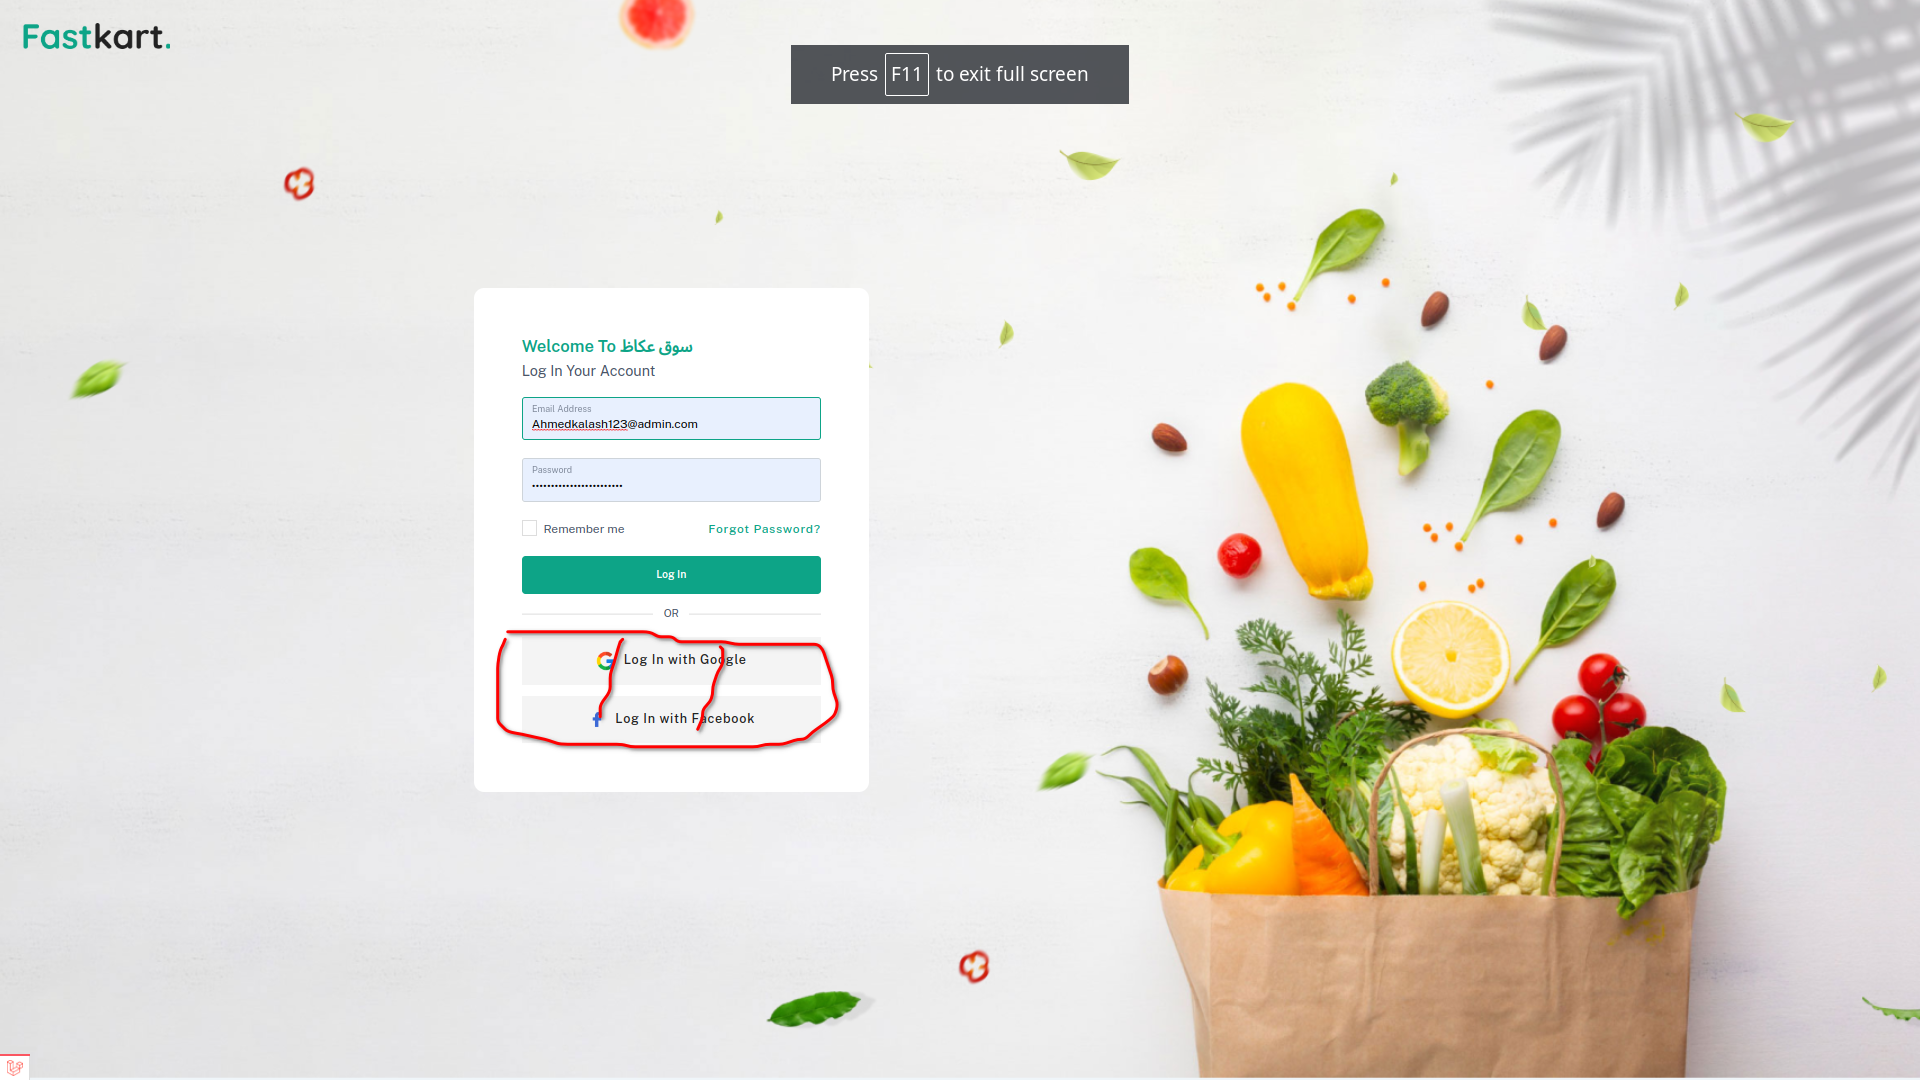 Fastkart.
Press F11 to exit full screen
Welcome To سوق عكاظ
Log In Your Account
Email Address
Ahmedkalash123@admin.com
Password
Remember me
Forgot Password?
Log In
OR
Log In with Google
Log In with Facebook